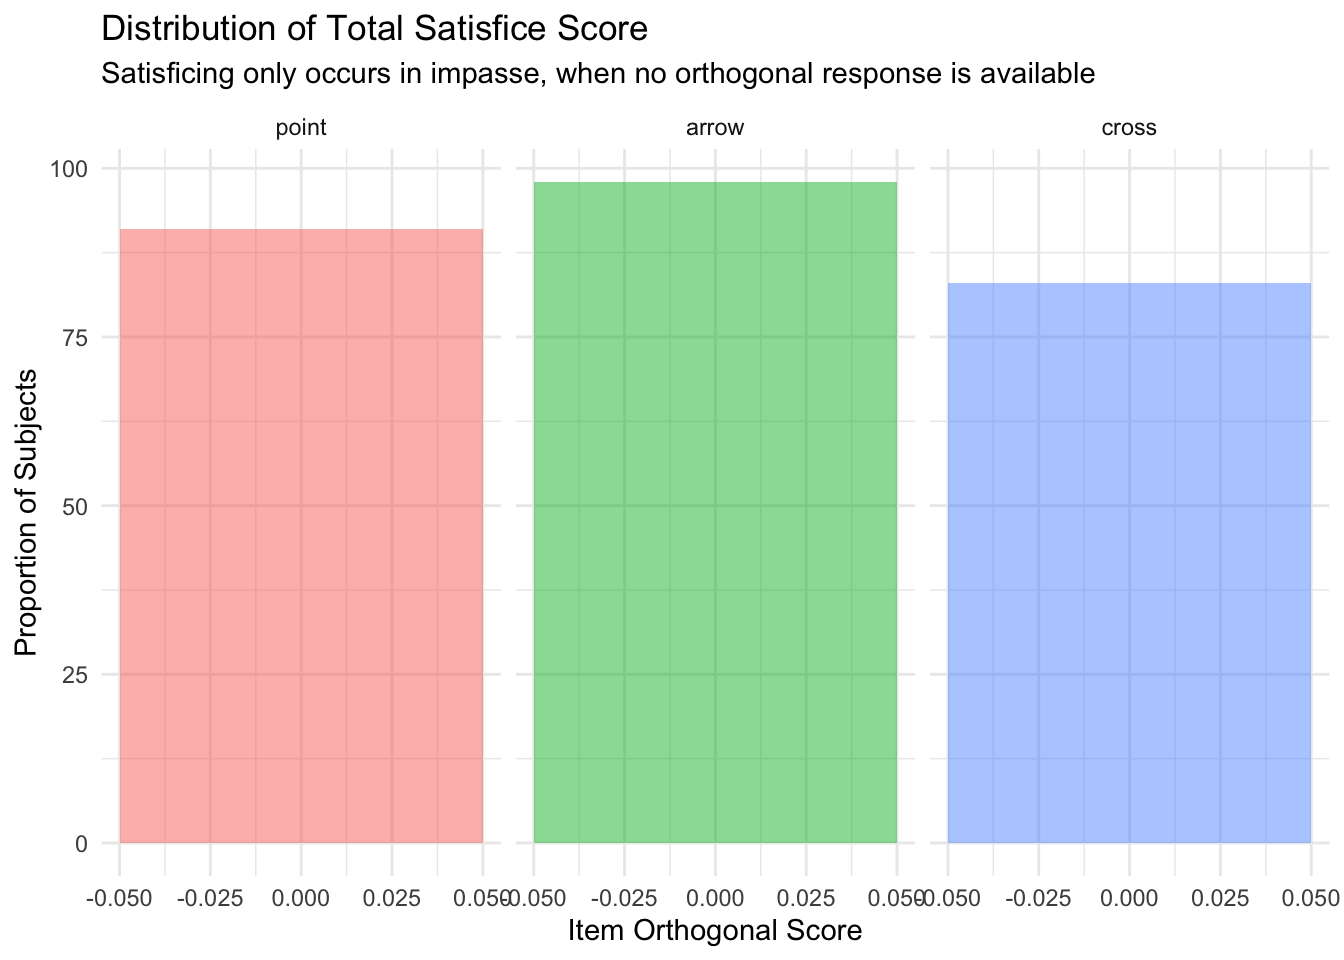 Distribution of Total Satisfice Score
Satisficing only occurs in impasse, when no orthogonal response is available
point arrow cross
100
75
50
25
0
Proportion of Subjects
-0.050 -0.025 0.000 0.025 0.050 -0.050 -0.025 0.000 0.025 0.050 -0.050 -0.025 0.000 0.025 0.050
Item Orthogonal Score